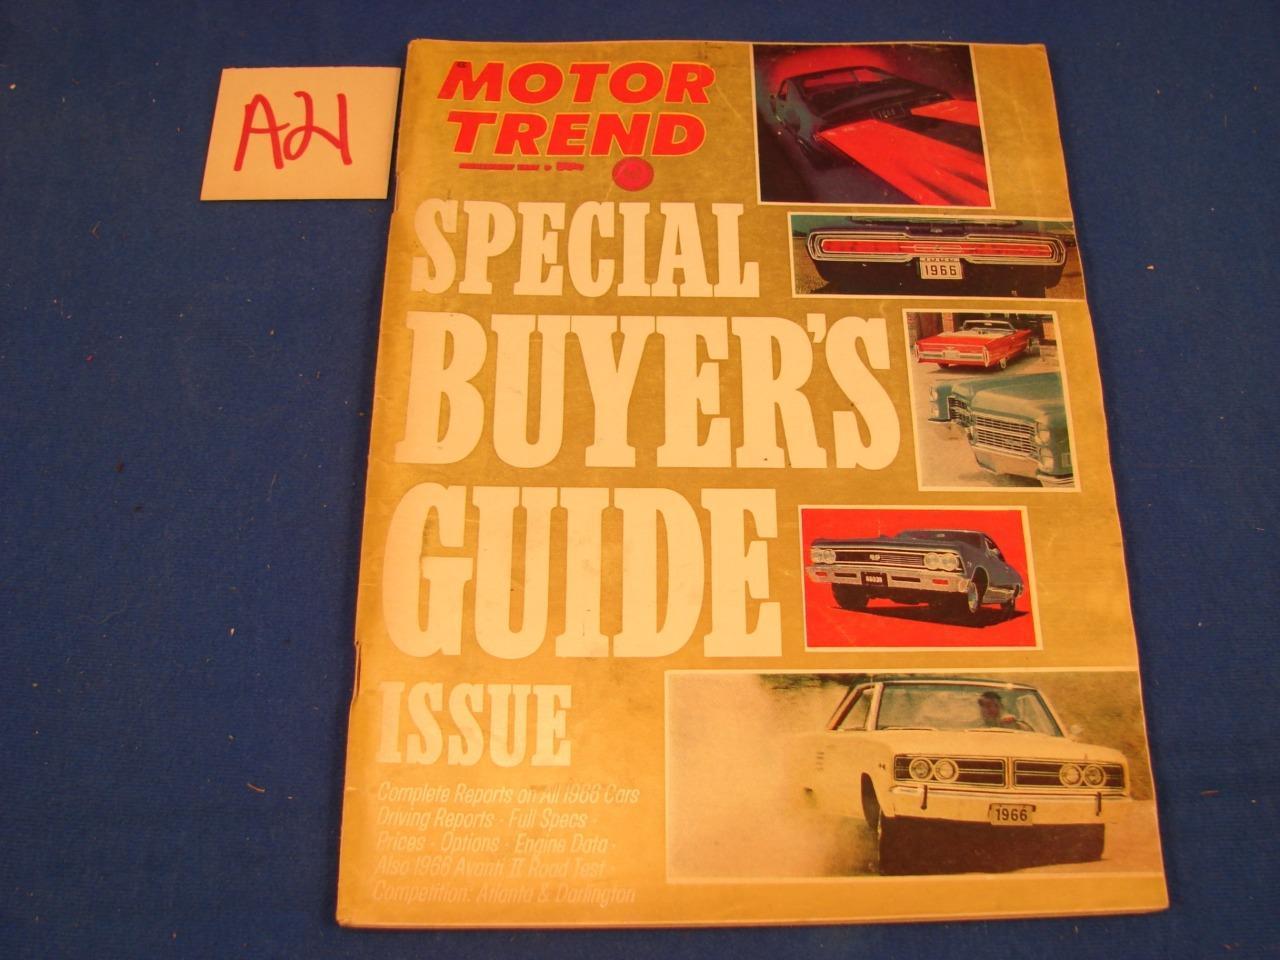 A21
MOTOR
TREND
SPECIAL
BUYER'S
GUIDE
ISSUE
Complete Reports on All 1966 Cars
Driving Reports · Full Specs ·
Prices · Options · Engine Data ·
Also 1966 Avanti II Road Test ·
Competition: Atlanta & Darlington
1966
1966